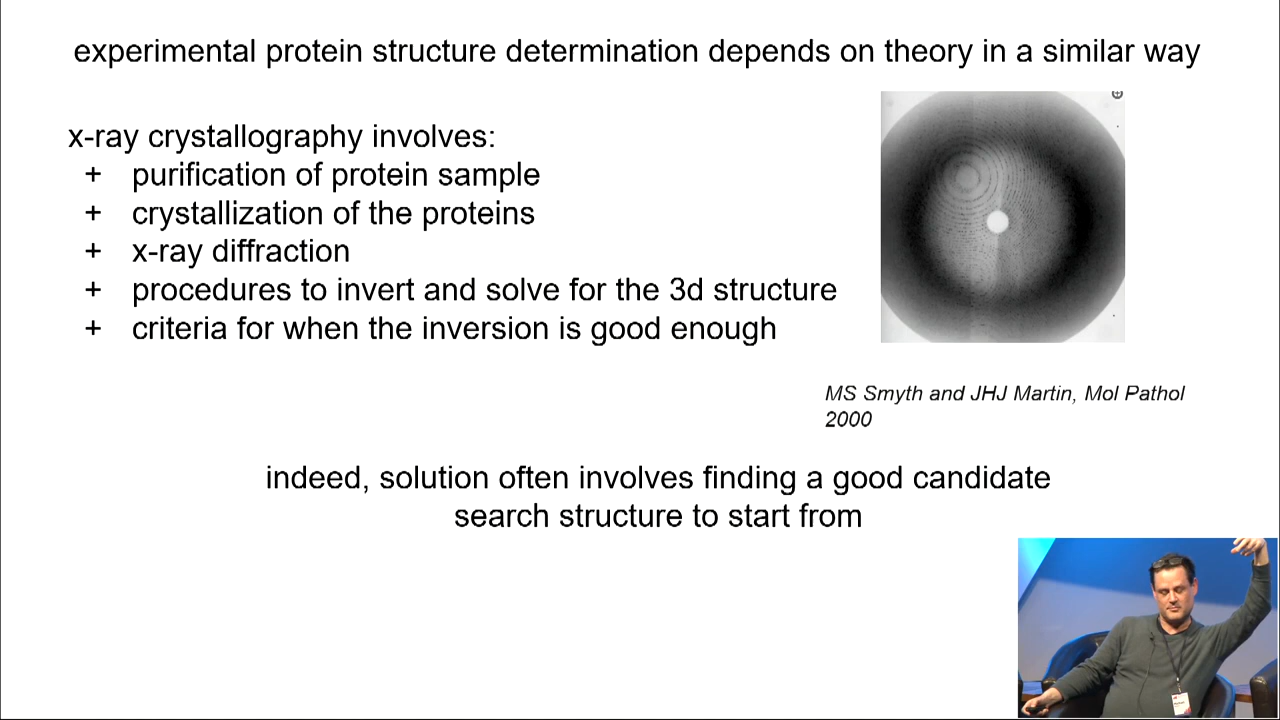 experimental protein structure determination depends on theory in a similar way
x-ray crystallography involves:
+ purification of protein sample
+ crystallization of the proteins
+ x-ray diffraction
+ procedures to invert and solve for the 3d structure
+ criteria for when the inversion is good enough
MS Smyth and JHJ Martin, Mol Pathol
2000
indeed, solution often involves finding a good candidate
search structure to start from